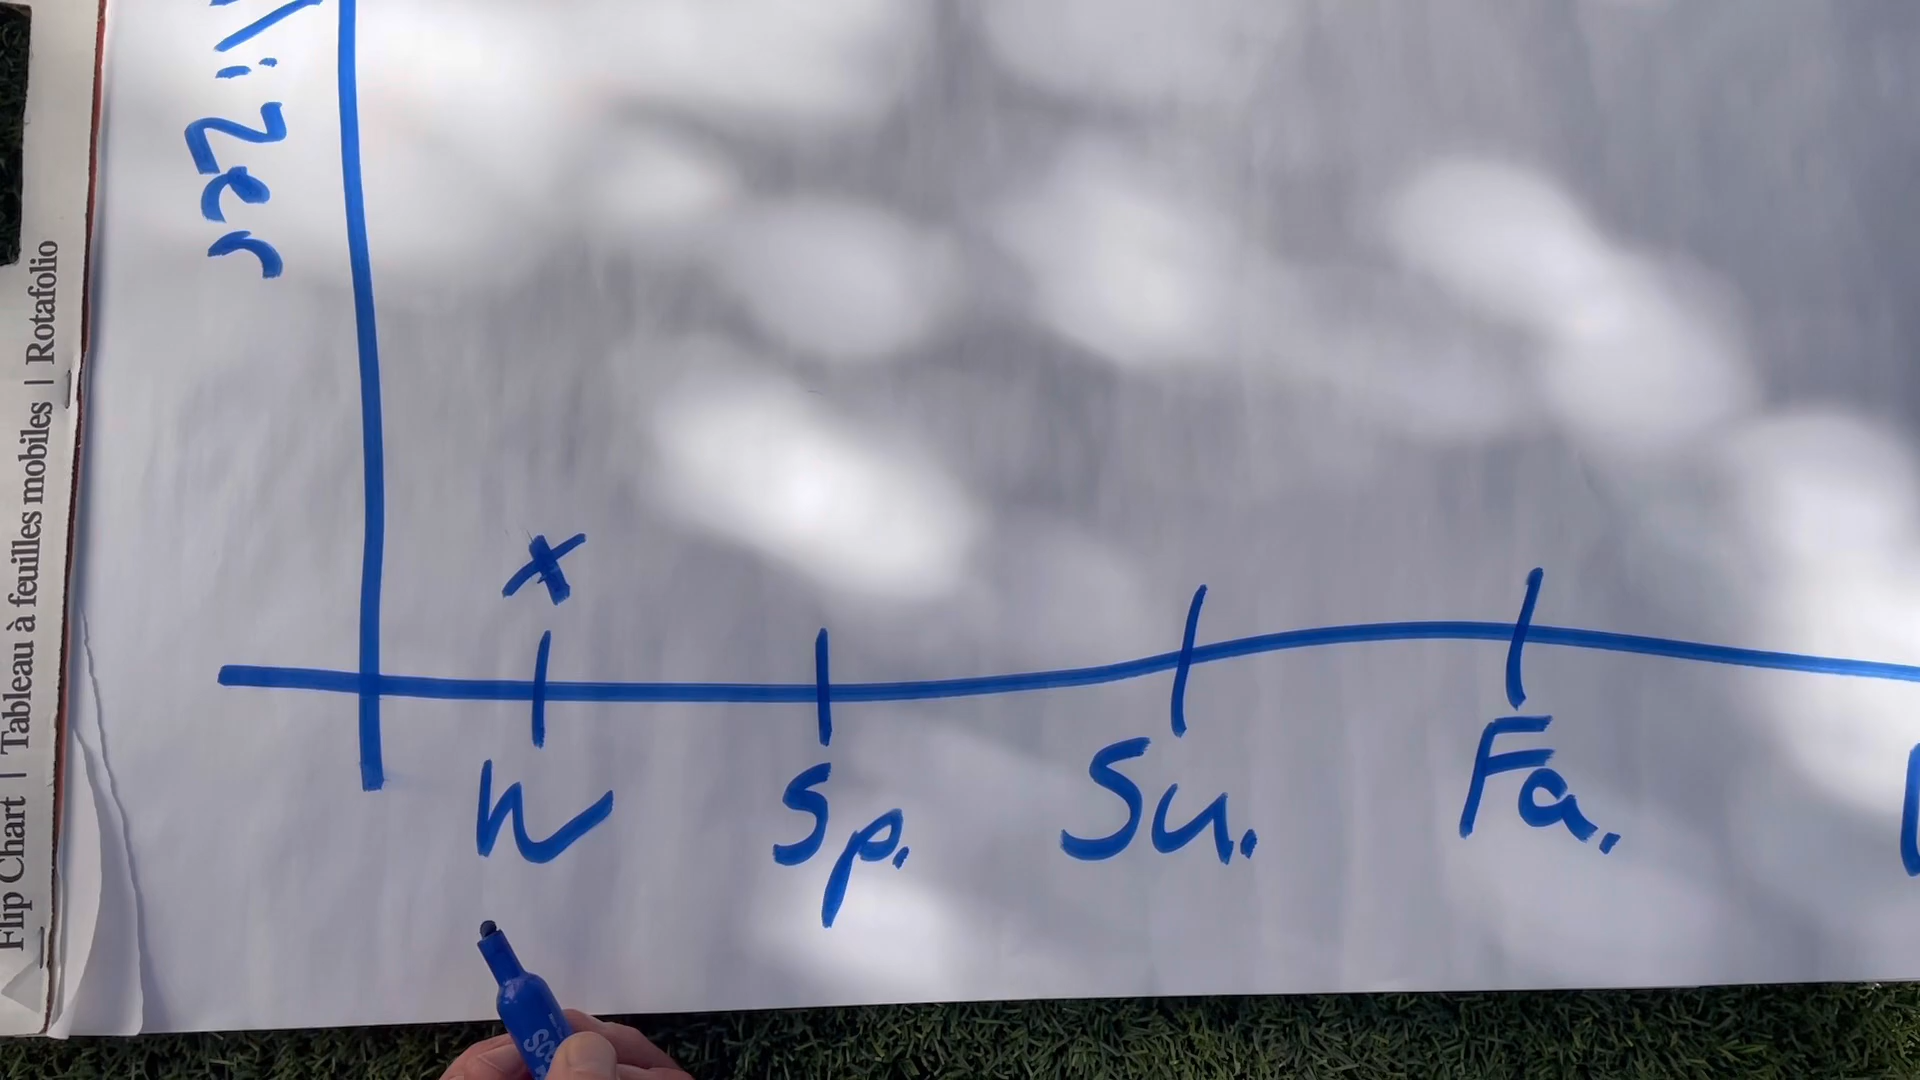 izer
x
W Sp. Su. Fa.
Flip Chart | Tableau à feuilles mobiles | Rotafolio